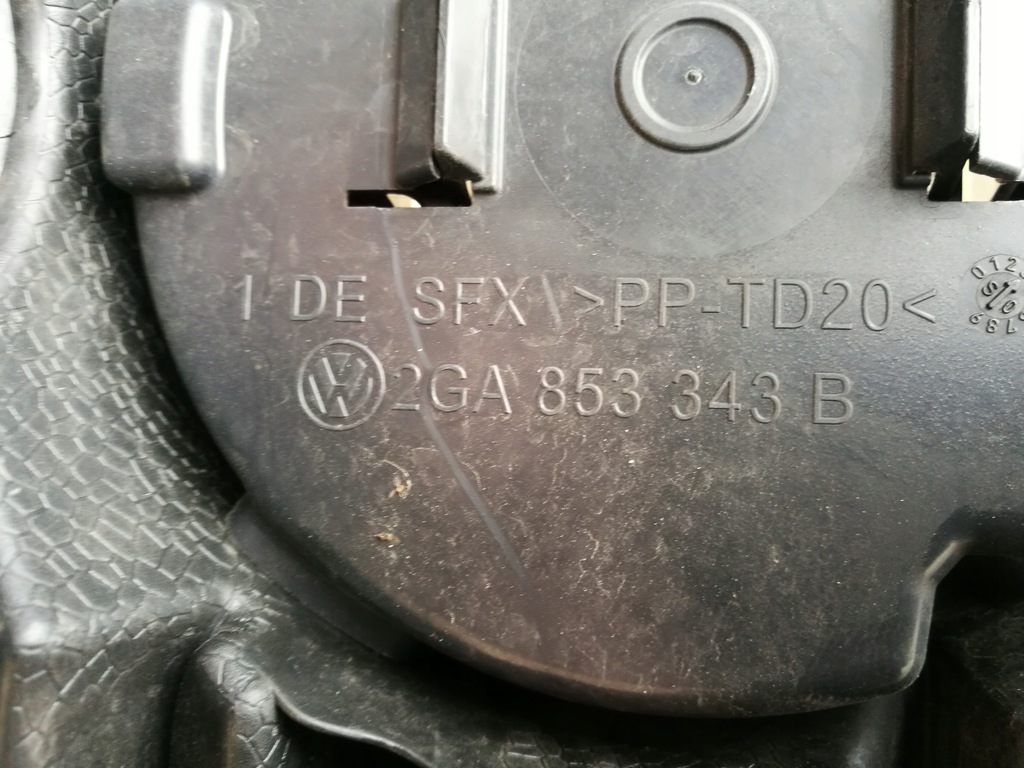 1 DE SFX >PP-TD20<
2GA 853 343 B